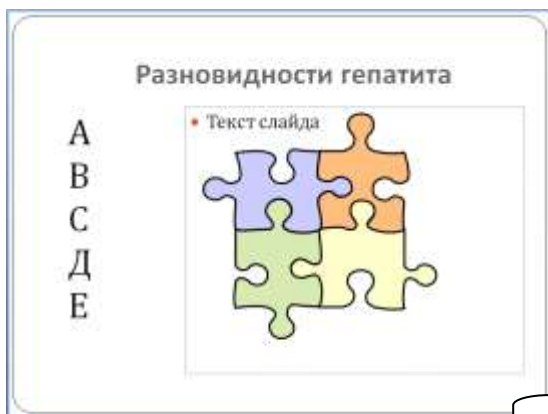 Разновидности гепатита
А
В
С
Д
Е
• Текст слайда